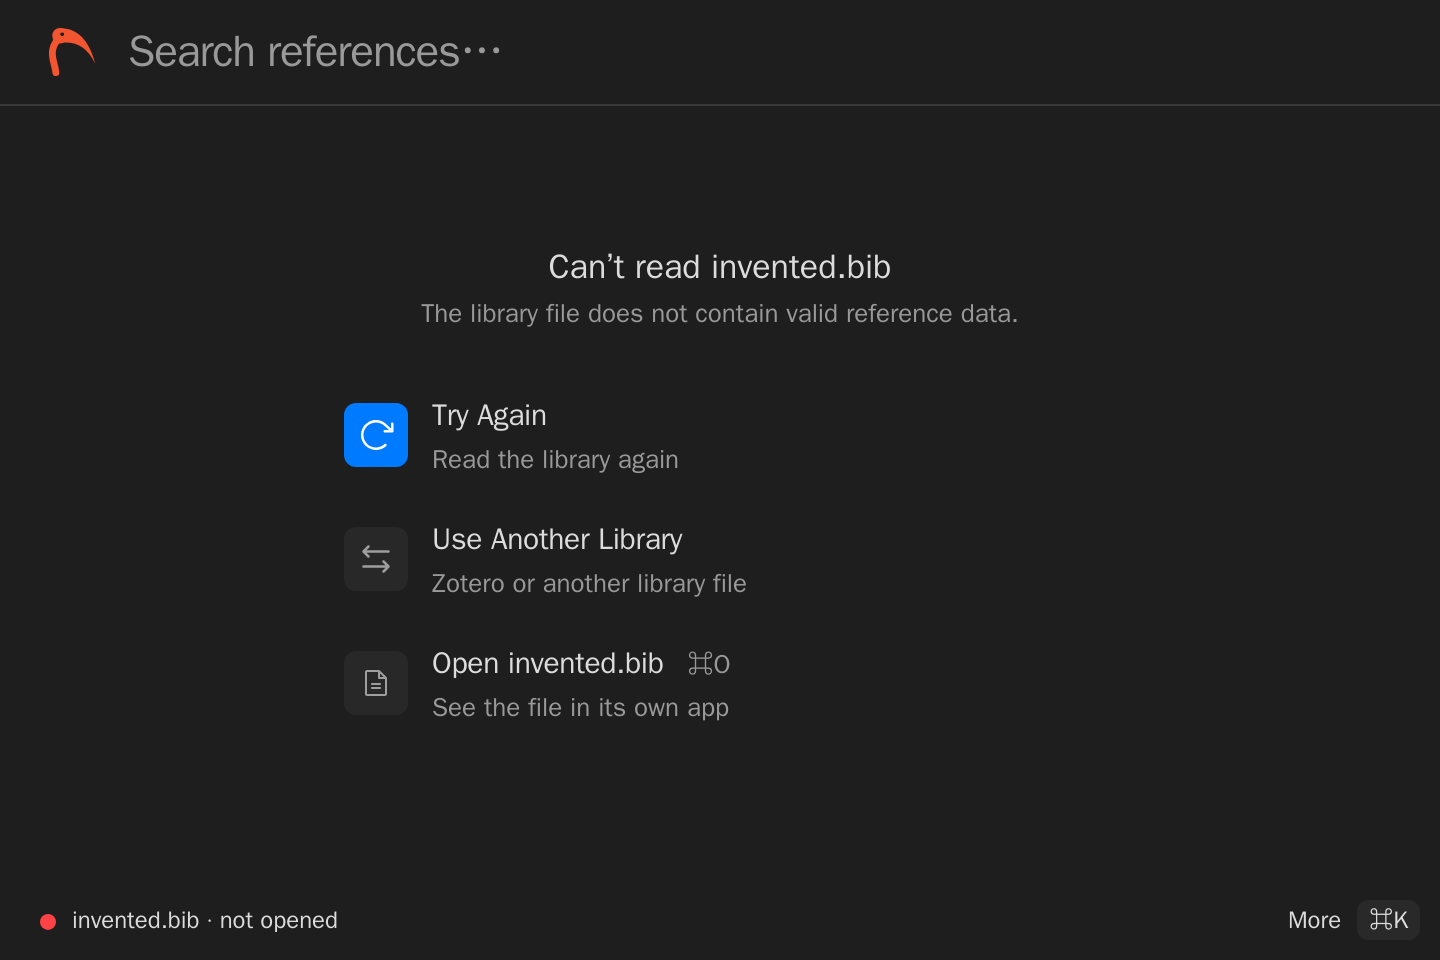 Search references···
Can’t read invented.bib
The library file does not contain valid reference data.
Try Again
Read the library again
Use Another Library
Zotero or another library file
Open invented.bib ⌘O
See the file in its own app
invented.bib · not opened
More ⌘K